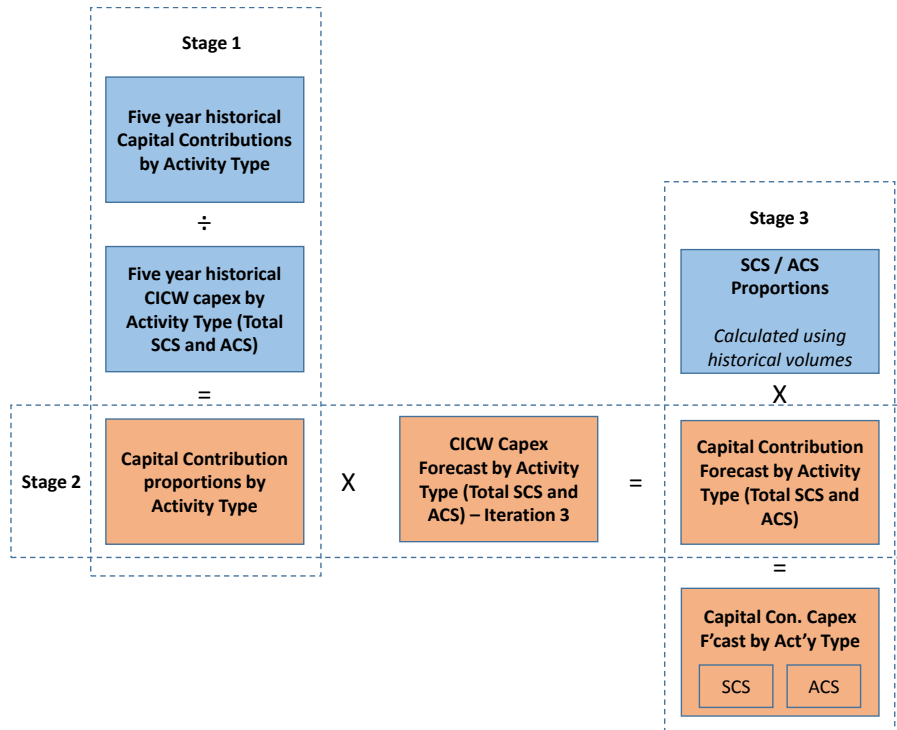 Stage 1
Five year historical
Capital Contributions
by Activity Type
÷
Five year historical
CICW capex by
Activity Type (Total
SCS and ACS)
=
Stage 2
Capital Contribution
proportions by
Activity Type
X
CICW Capex
Forecast by Activity
Type (Total SCS and
ACS) – Iteration 3
=
Stage 3
SCS / ACS
Proportions
Calculated using
historical volumes
X
Capital Contribution
Forecast by Activity
Type (Total SCS and
ACS)
=
Capital Con. Capex
F'cast by Act'y Type
SCS
ACS